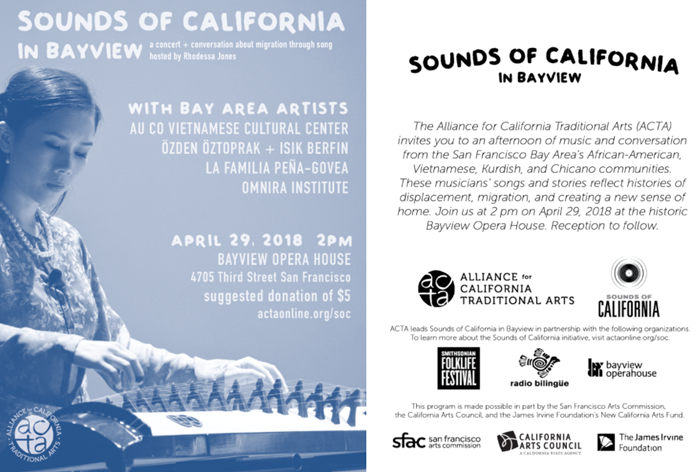 SOUNDS OF CALIFORNIA
IN BAYVIEW
a concert + conversation about migration through song
hosted by Rhodessa Jones
WITH BAY AREA ARTISTS
AU CO VIETNAMESE CULTURAL CENTER
ÖZDEN ÖZTOPRAK + ISIK BERFIN
LA FAMILIA PEÑA-GOVEA
OMNIRA INSTITUTE
APRIL 29, 2018 2PM
BAYVIEW OPERA HOUSE
4705 Third Street San Francisco
suggested donation of $5
actaonline.org/soc
ALLIANCE for CALIFORNIA
acta
TRADITIONAL ARTS
SOUNDS OF CALIFORNIA
IN BAYVIEW
The Alliance for California Traditional Arts (ACTA)
invites you to an afternoon of music and conversation
from the San Francisco Bay Area's African-American,
Vietnamese, Kurdish, and Chicano communities.
These musicians' songs and stories reflect histories of
displacement, migration, and creating a new sense of
home. Join us at 2 pm on April 29, 2018 at the historic
Bayview Opera House. Reception to follow.
acta
ALLIANCE for
CALIFORNIA
TRADITIONAL ARTS
SOUNDS OF
CALIFORNIA
ACTA leads Sounds of California in Bayview in partnership with the following organizations.
To learn more about the Sounds of California initiative, visit actaonline.org/soc.
SMITHSONIAN
FOLKLIFE
FESTIVAL
radio bilingüe
bayview
operahouse
This program is made possible in part by the San Francisco Arts Commission,
the California Arts Council, and the James Irvine Foundation's New California Arts Fund.
sfac san francisco
arts commission
CALIFORNIA
ARTS COUNCIL
A CALIFORNIA STATE AGENCY
The James Irvine
Foundation